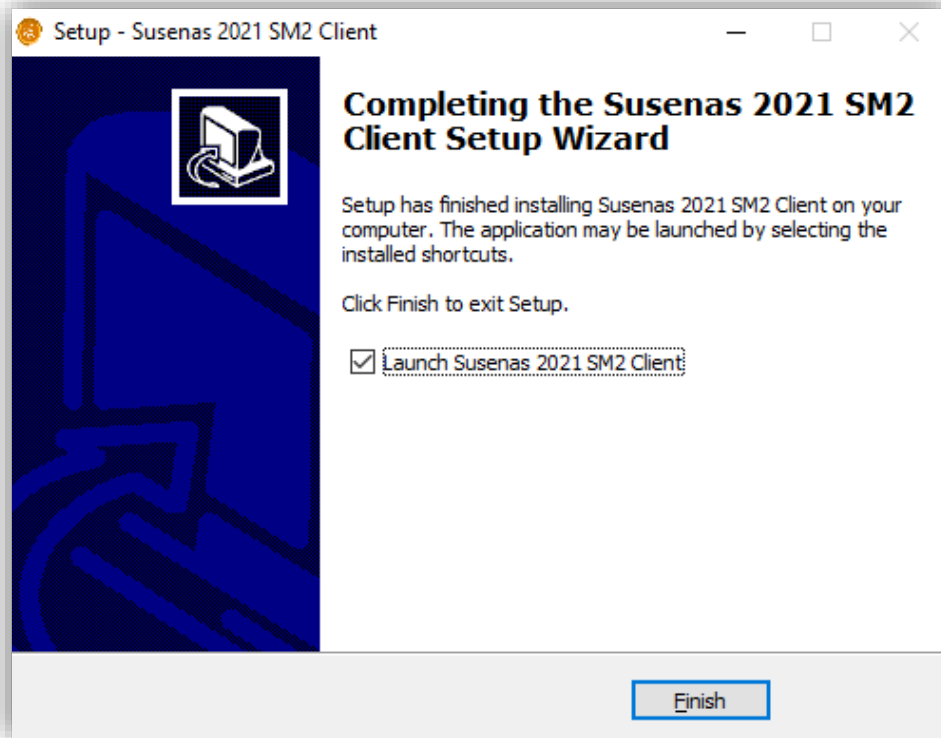 Setup - Susenas 2021 SM2 Client
Completing the Susenas 2021 SM2
Client Setup Wizard
Setup has finished installing Susenas 2021 SM2 Client on your
computer. The application may be launched by selecting the
installed shortcuts.
Click Finish to exit Setup.
Launch Susenas 2021 SM2 Client
Finish